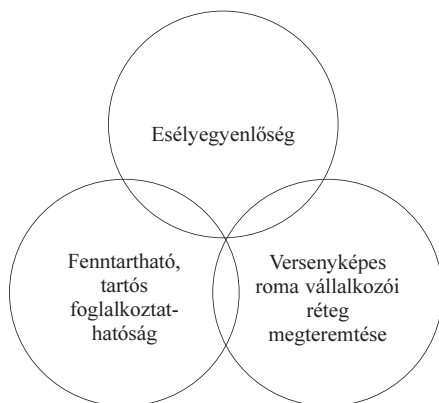 Esélyegyenlőség
Fenntartható,
tartós
foglalkoztat-
hatóság
Versenyképes
roma vállalkozói
réteg
megteremtése